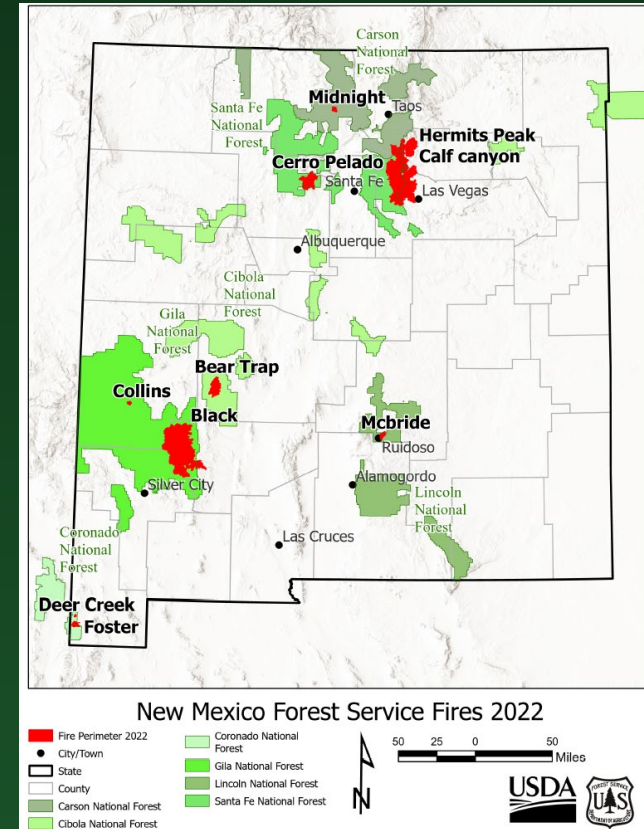 Carson
National
Forest
Midnight
Taos
Santa Fe
National
Forest
Hermits Peak
Calf canyon
Cerro Pelado
Santa Fe
Las Vegas
Albuquerque
Cibola
National
Forest
Gila
National
Forest
Bear Trap
Collins
Black
Mcbride
Ruidoso
Silver City
Alamogordo
Lincoln
National
Forest
Coronado
National
Forest
Las Cruces
Deer Creek
Foster
New Mexico Forest Service Fires 2022
Fire Perimeter 2022
City/Town
State
County
Carson National Forest
Cibola National Forest
Coronado National
Forest
Gila National Forest
Lincoln National Forest
Santa Fe National Forest
N
50 25 0 50
Miles
USDA
FOREST SERVICE
U S
DEPARTMENT OF AGRICULTURE